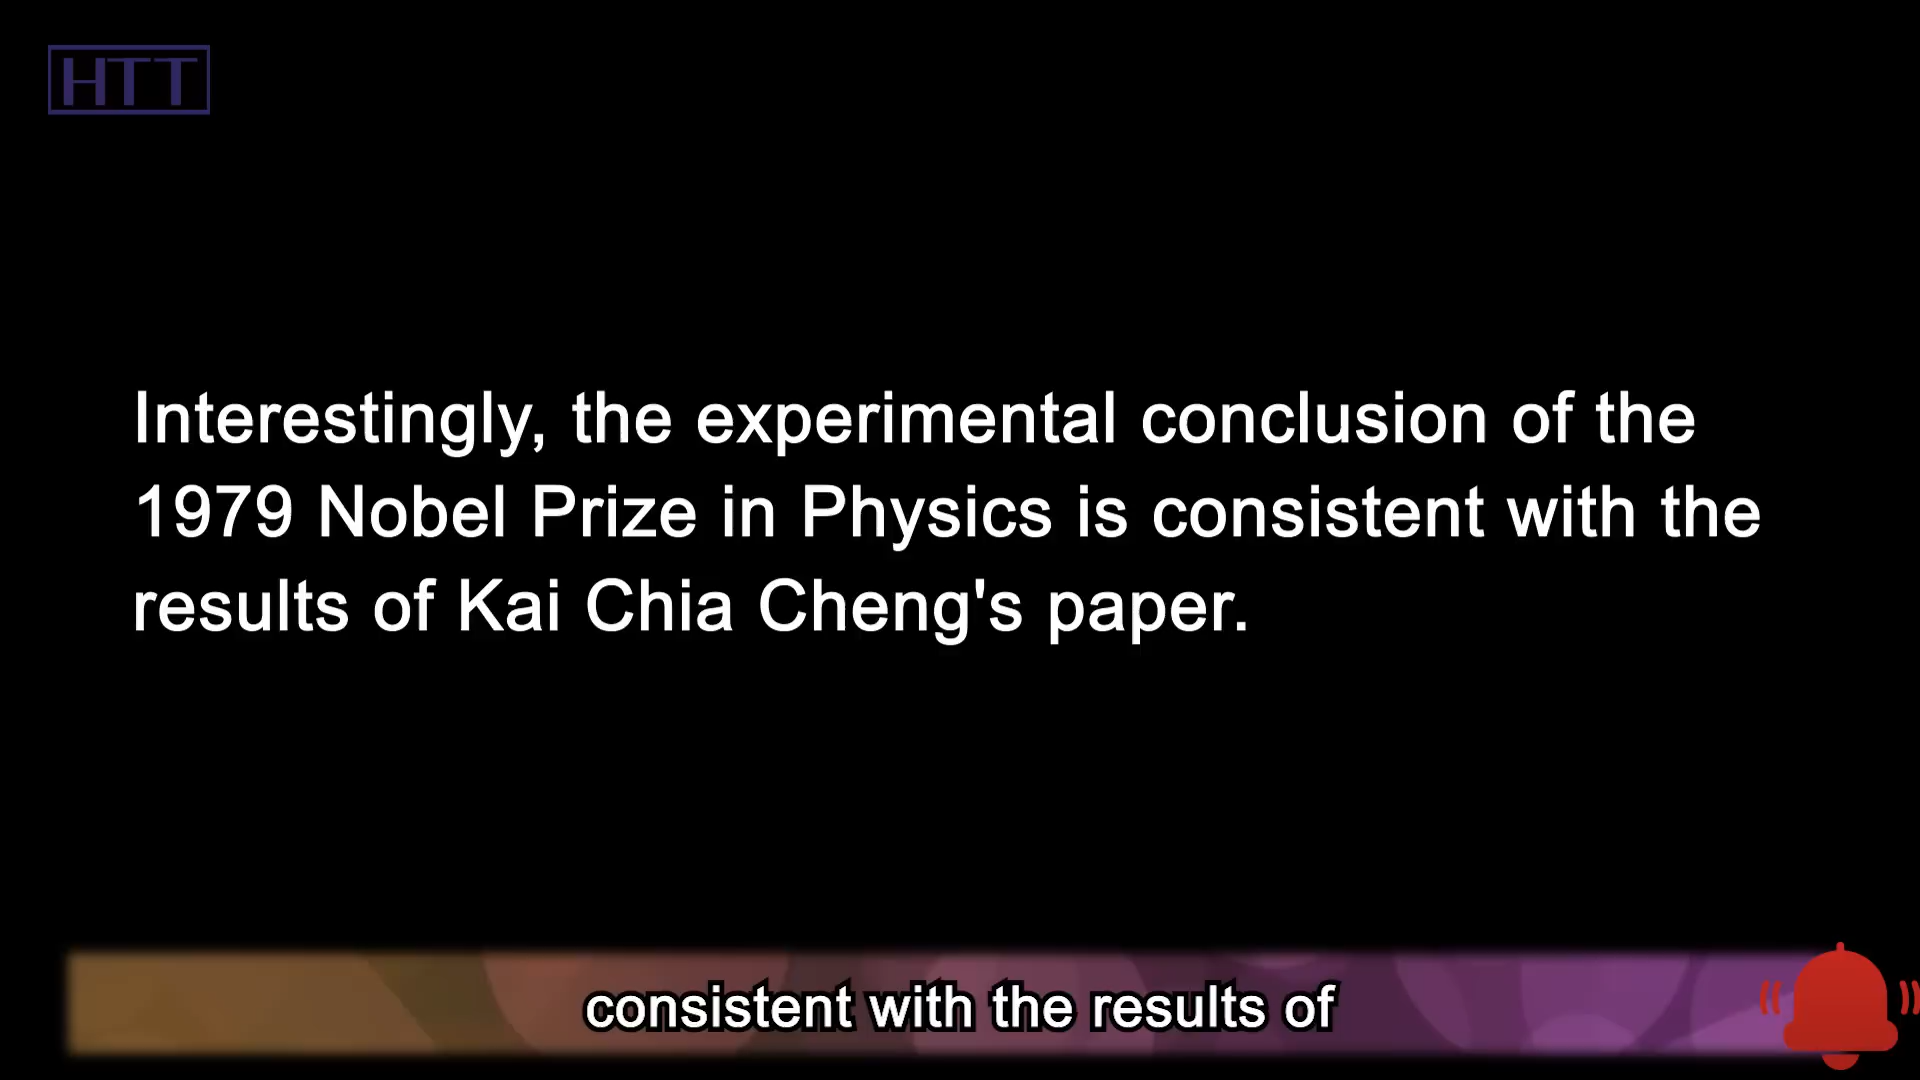 HTT
Interestingly, the experimental conclusion of the
1979 Nobel Prize in Physics is consistent with the
results of Kai Chia Cheng's paper.
consistent with the results of